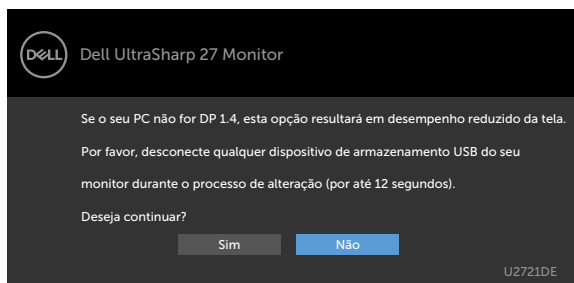 DELL
Dell UltraSharp 27 Monitor
Se o seu PC não for DP 1.4, esta opção resultará em desempenho reduzido da tela.
Por favor, desconecte qualquer dispositivo de armazenamento USB do seu
monitor durante o processo de alteração (por até 12 segundos).
Deseja continuar?
Sim Não
U2721DE